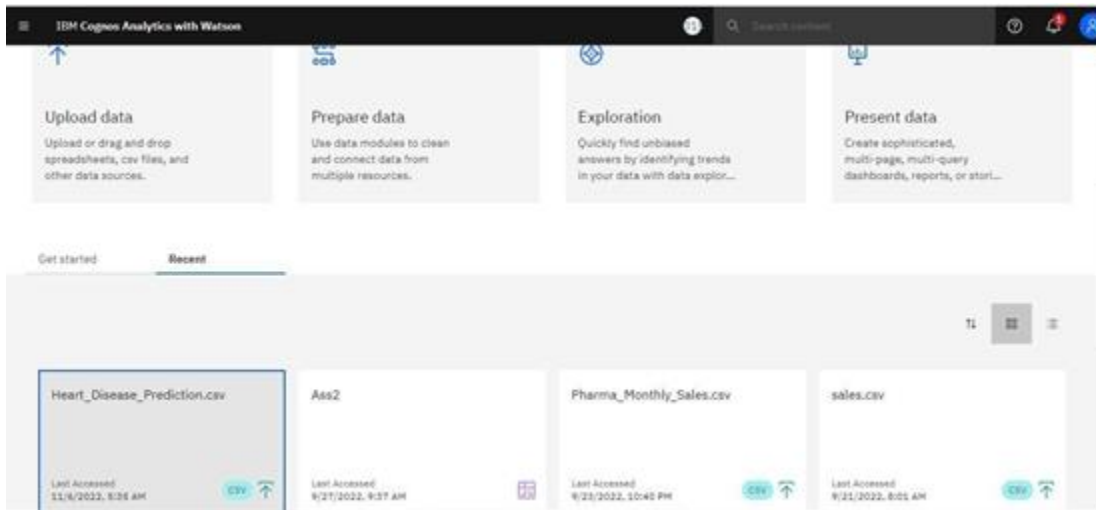 IBM Cognos Analytics with Watson
Search content
Upload data
Upload or drag and drop
spreadsheets, csv files, and
other data sources.
Prepare data
Use data modules to clean
and connect data from
multiple resources.
Exploration
Quickly find unbiased
answers by identifying trends
in your data with data explor...
Present data
Create sophisticated,
multi-page, multi-query
dashboards, reports, or stori...
Get started
Recent
Heart_Disease_Prediction.csv
Last Accessed
11/6/2022, AM
CSV
Ass2
Last Accessed
9/27/2022, 9:37 AM
Pharma_Monthly_Sales.csv
Last Accessed
9/23/2022, 10:40 PM
CSV
sales.csv
Last Accessed
9/21/2022, 8:01 AM
CSV